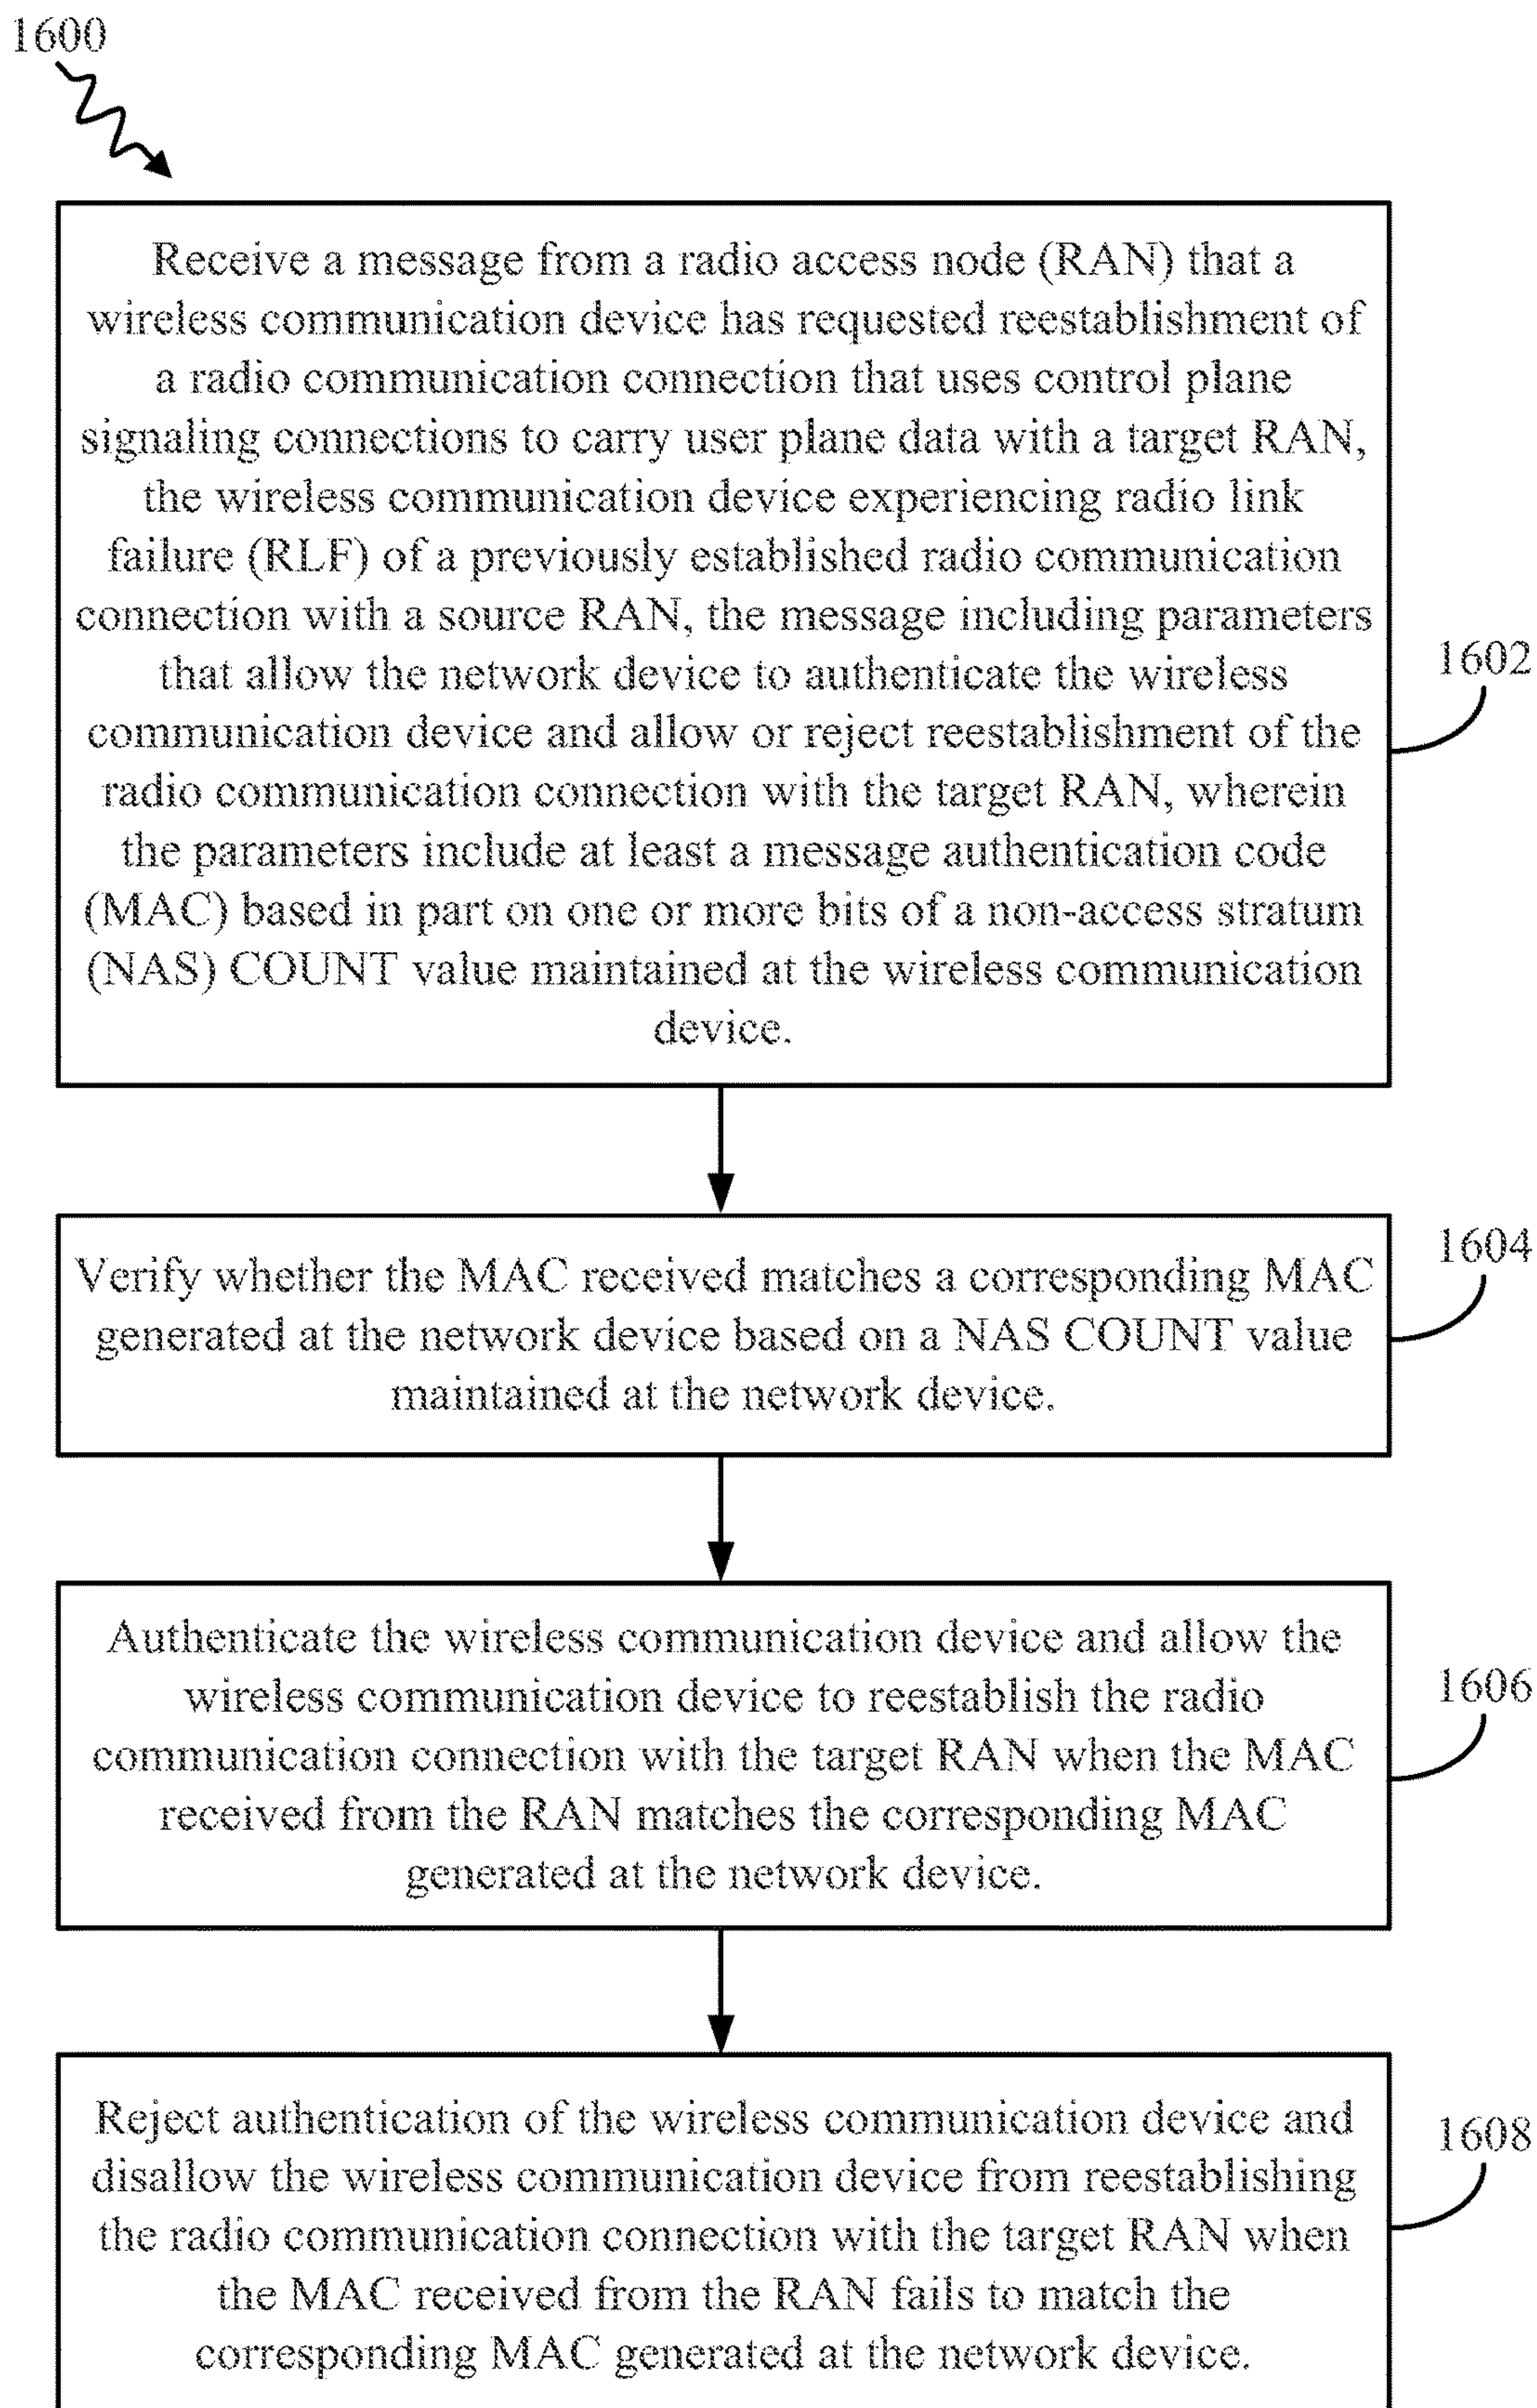 1600
Receive a message from a radio access node (RAN) that a
wireless communication device has requested reestablishment of
a radio communication connection that uses control plane
signaling connections to carry user plane data with a target RAN,
the wireless communication device experiencing radio link
failure (RLF) of a previously established radio communication
connection with a source RAN, the message including parameters
that allow the network device to authenticate the wireless
communication device and allow or reject reestablishment of the
radio communication connection with the target RAN, wherein
the parameters include at least a message authentication code
(MAC) based in part on one or more bits of a non-access stratum
(NAS) COUNT value maintained at the wireless communication
device.
1602
Verify whether the MAC received matches a corresponding MAC
generated at the network device based on a NAS COUNT value
maintained at the network device.
1604
Authenticate the wireless communication device and allow the
wireless communication device to reestablish the radio
communication connection with the target RAN when the MAC
received from the RAN matches the corresponding MAC
generated at the network device.
1606
Reject authentication of the wireless communication device and
disallow the wireless communication device from reestablishing
the radio communication connection with the target RAN when
the MAC received from the RAN fails to match the
corresponding MAC generated at the network device.
1608